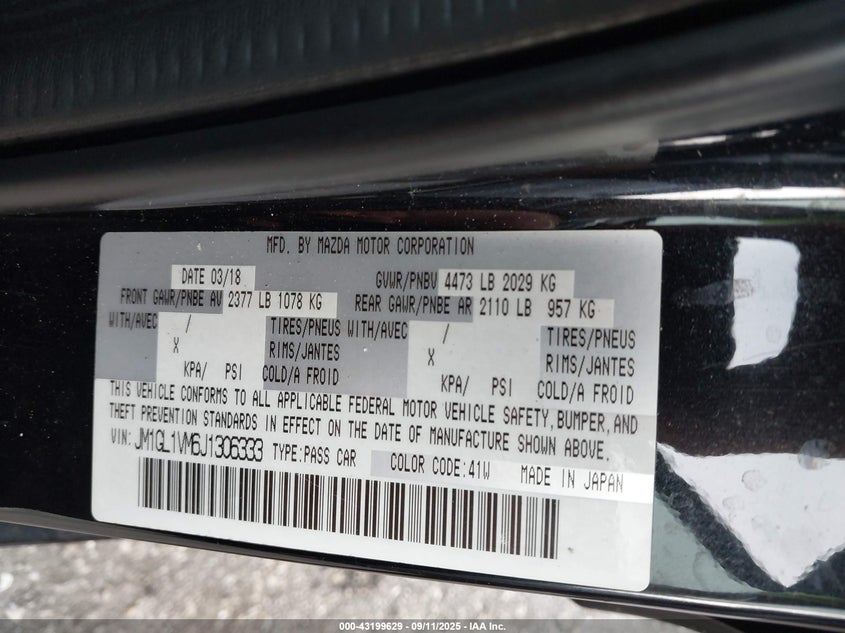 MFD. BY MAZDA MOTOR CORPORATION
DATE 03/18 GVWR/PNBV 4473 LB 2029 KG
FRONT GAWR/PNBE AV 2377 LB 1078 KG REAR GAWR/PNBE AR 2110 LB 957 KG
WITH/AVEC / TIRES/PNEUS WITH/AVEC / TIRES/PNEUS
X RIMS/JANTES X RIMS/JANTES
KPA/ PSI COLD/A FROID KPA/ PSI COLD/A FROID
THIS VEHICLE CONFORMS TO ALL APPLICABLE FEDERAL MOTOR VEHICLE SAFETY, BUMPER, AND
THEFT PREVENTION STANDARDS IN EFFECT ON THE DATE OF MANUFACTURE SHOWN ABOVE.
VIN: JM1GL1VM6J1306333 TYPE:PASS CAR COLOR CODE:41W MADE IN JAPAN
000-43199629 - 09/11/2025 - IAA Inc.